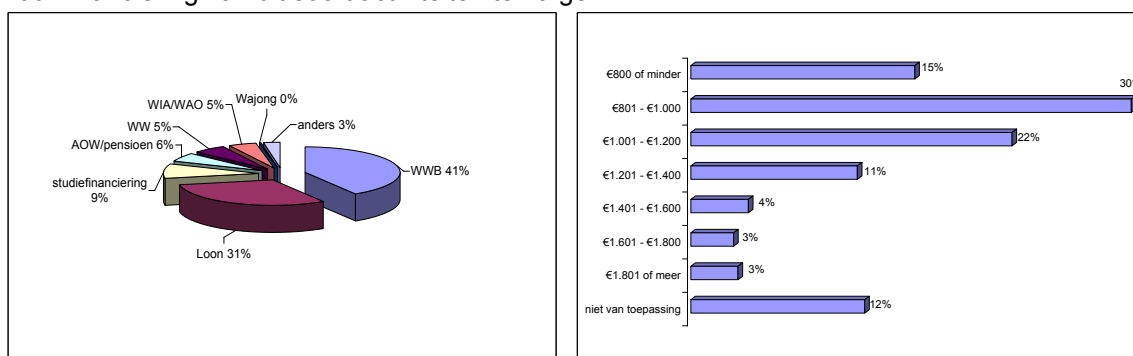 WIA/WAO 5%
Wajong 0%
anders 3%
WW 5%
AOW/pensioen 6%
studiefinanciering
9%
WWB 41%
Loon 31%
€800 of minder
15%
€801 - €1.000
30%
€1.001 - €1.200
22%
€1.201 - €1.400
11%
€1.401 - €1.600
4%
€1.601 - €1.800
3%
€1.801 of meer
3%
niet van toepassing
12%